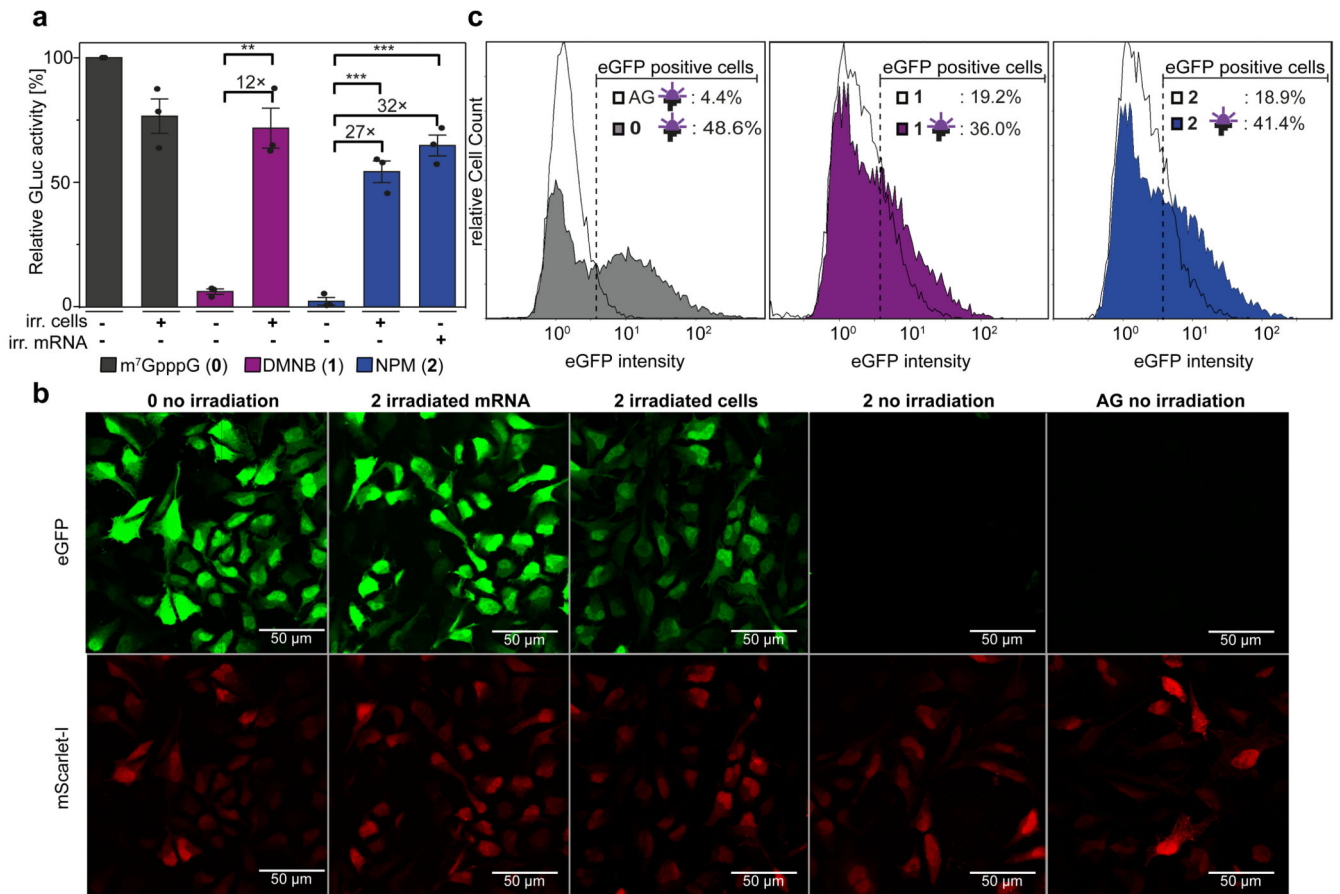 a
Relative GLuc activity [%]
100
50
0
**
12×
***
***
32×
27×
irr. cells - + - + - + -
irr. mRNA - - - - - - +
m⁷GpppG (0) DMNB (1) NPM (2)
c
relative Cell Count
eGFP positive cells
AG : 4.4%
0 : 48.6%
10⁰ 10¹ 10²
eGFP intensity
eGFP positive cells
1 : 19.2%
1 : 36.0%
10⁰ 10¹ 10²
eGFP intensity
eGFP positive cells
2 : 18.9%
2 : 41.4%
10⁰ 10¹ 10²
eGFP intensity
b
0 no irradiation 2 irradiated mRNA 2 irradiated cells 2 no irradiation AG no irradiation
eGFP
50 µm 50 µm 50 µm 50 µm 50 µm
mScarlet-I
50 µm 50 µm 50 µm 50 µm 50 µm